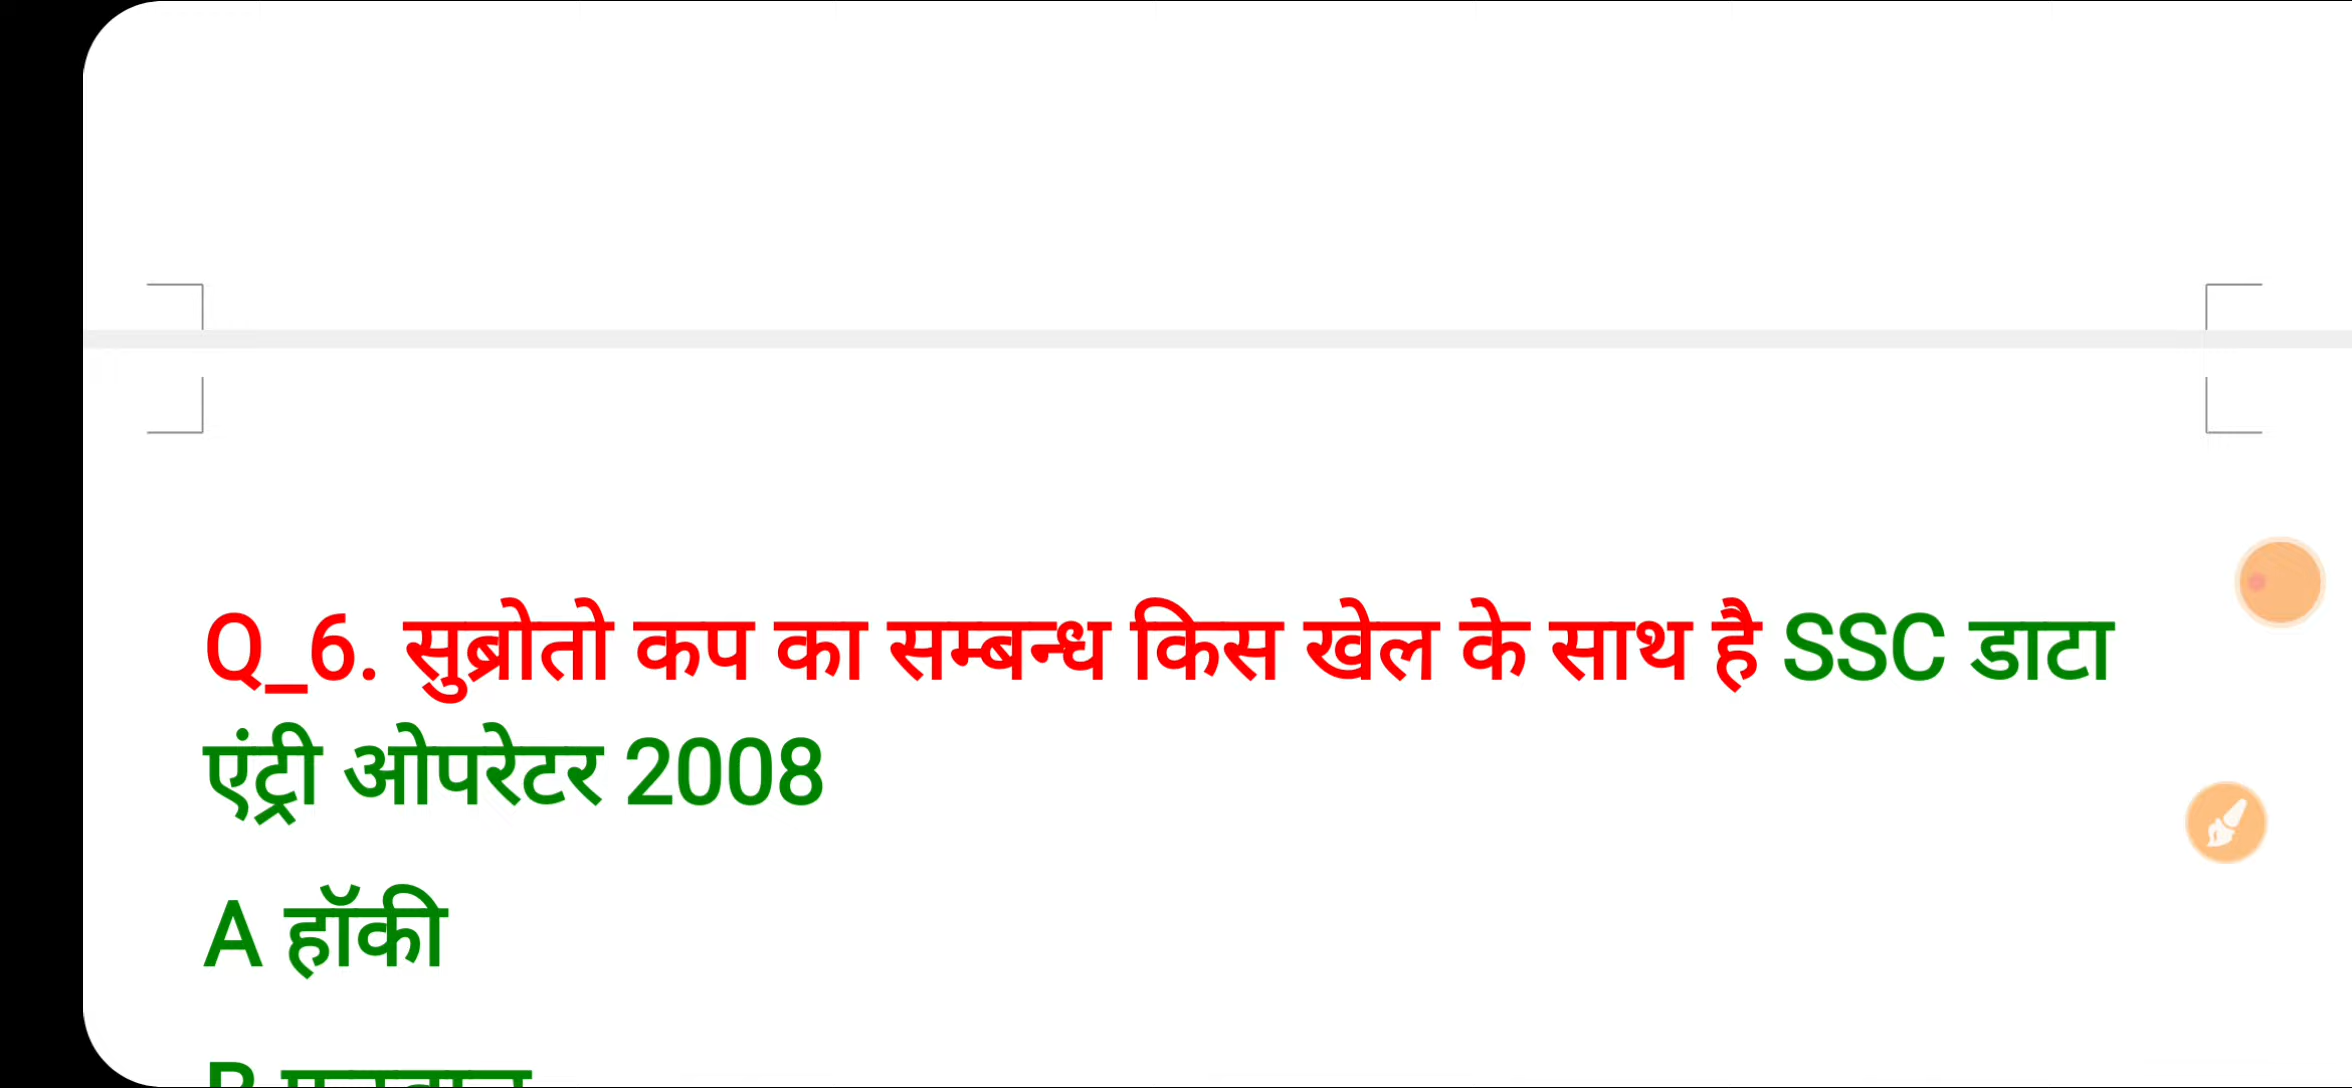 Q_6. सुब्रोतो कप का सम्बन्ध किस खेल के साथ है SSC डाटा
एंट्री ओपरेटर 2008
A हॉकी
B